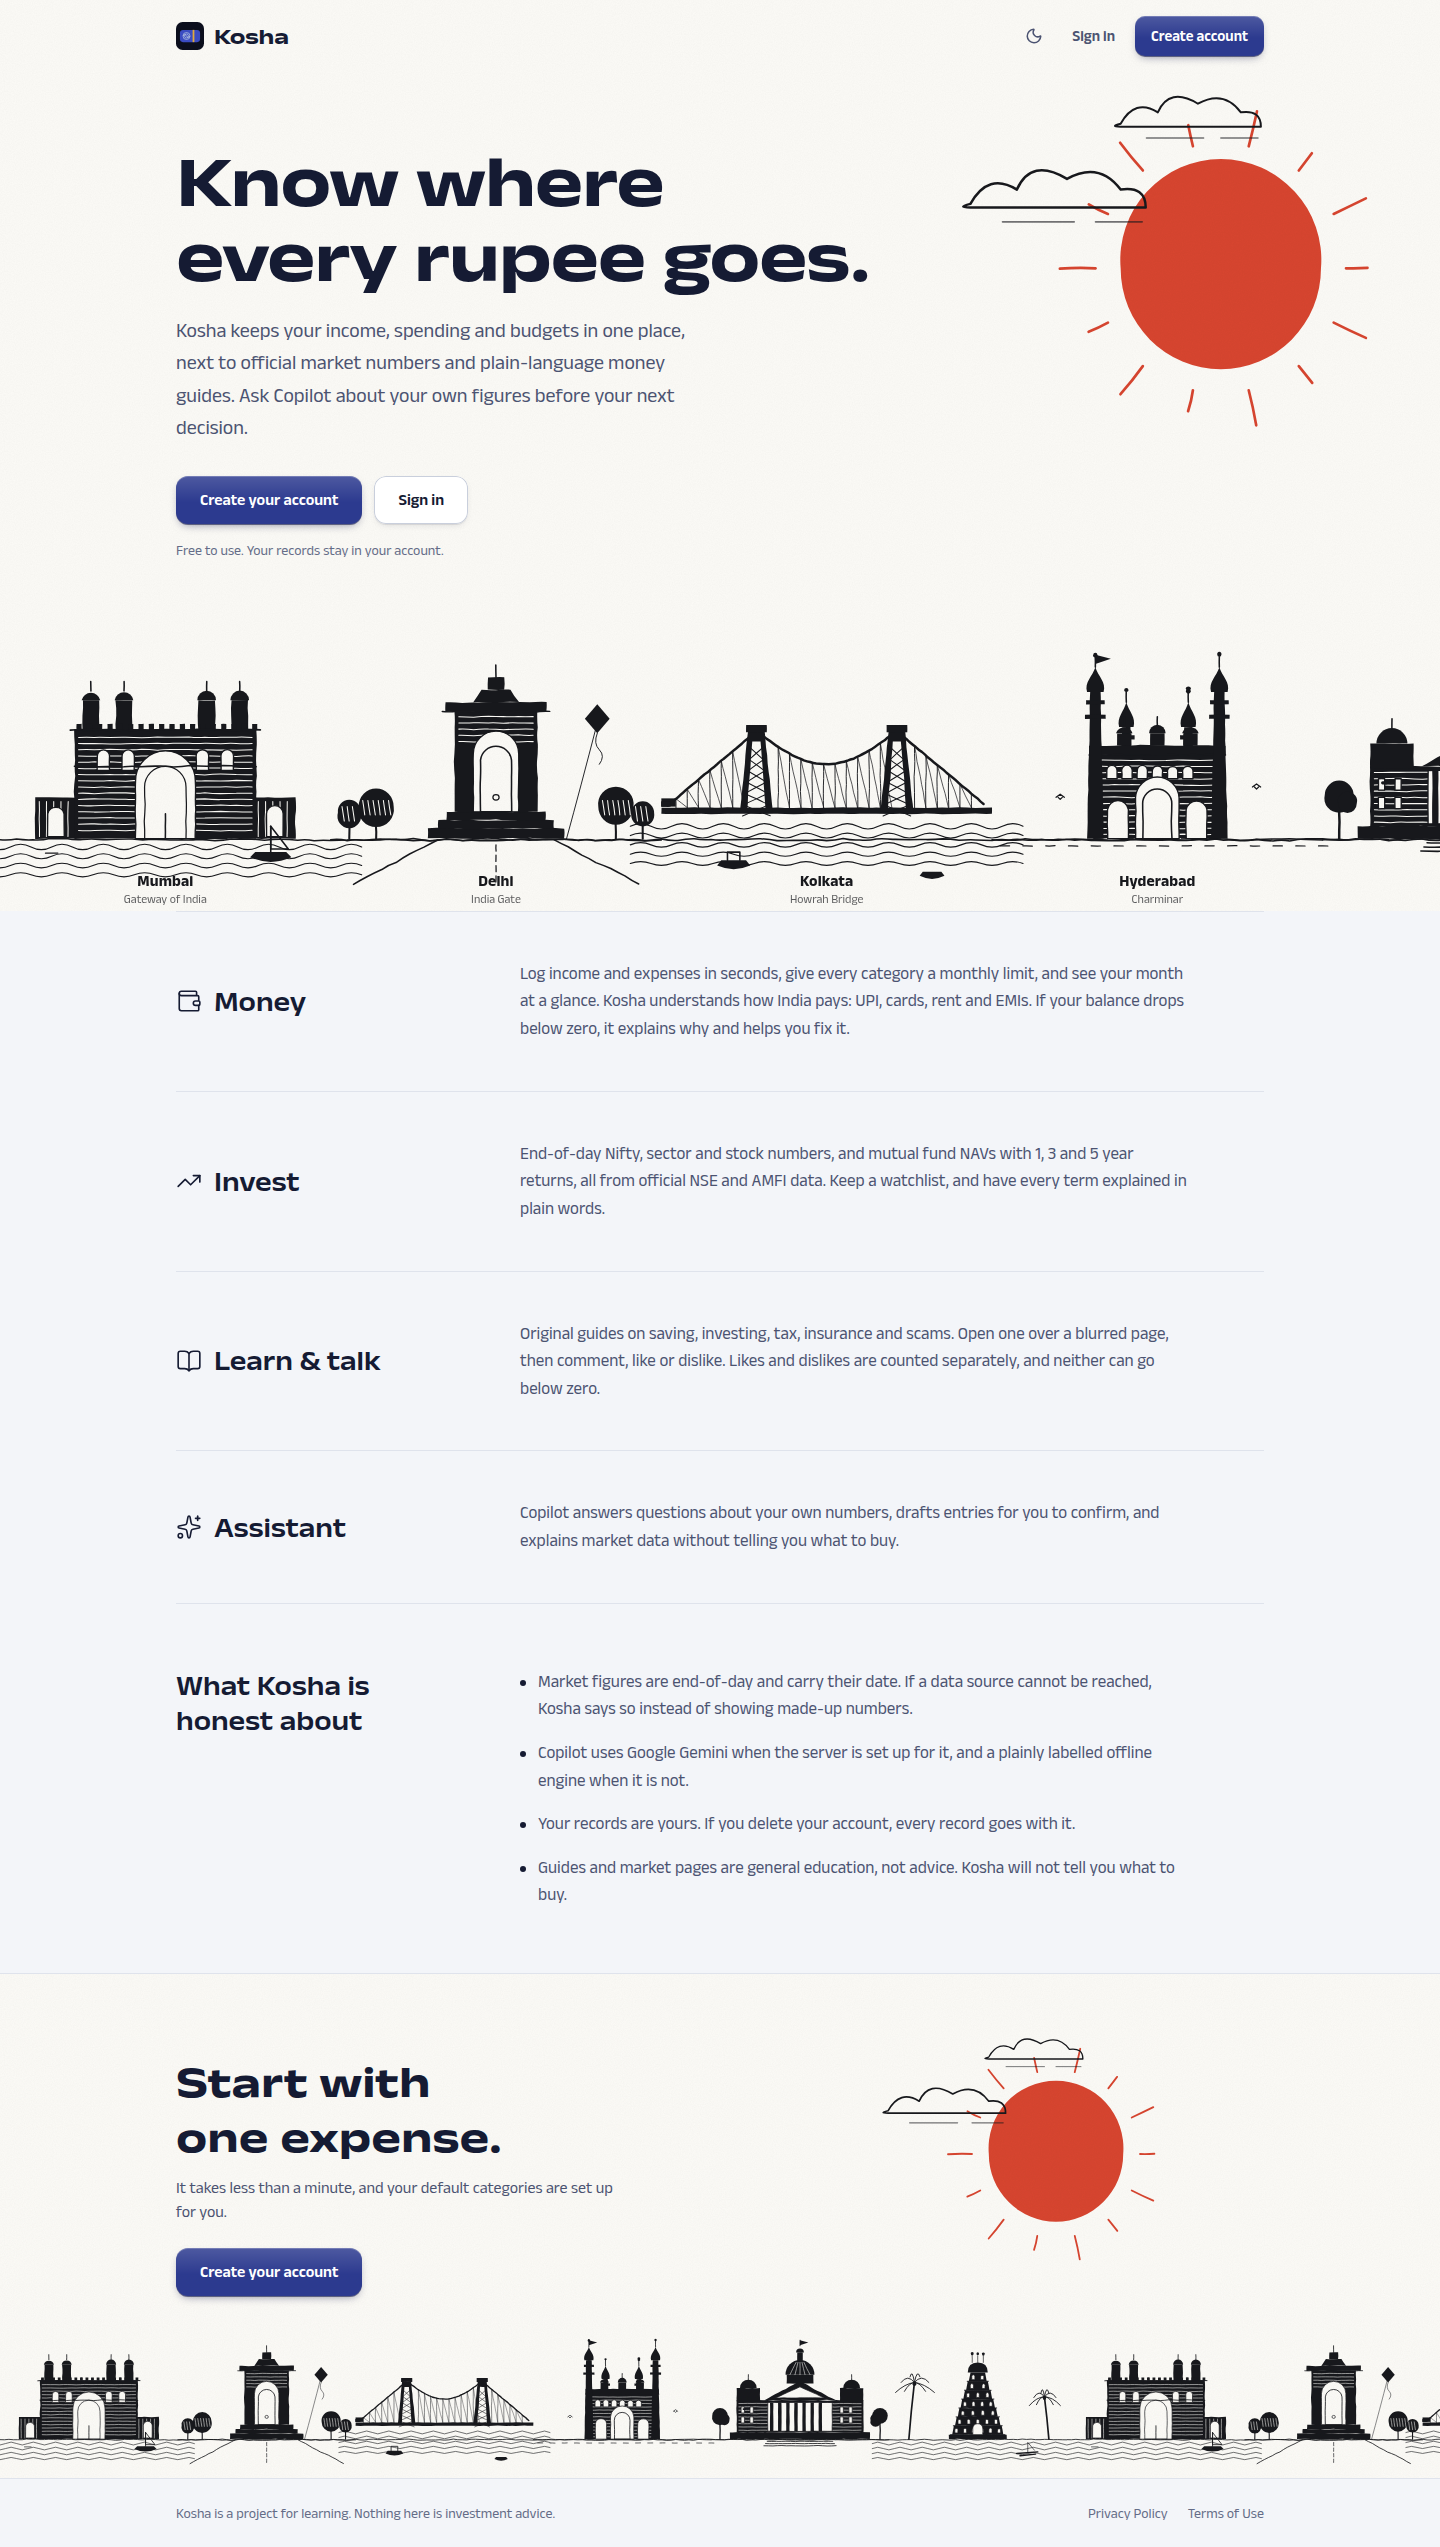 Kosha
Sign in
Create account
Know where
every rupee goes.
Kosha keeps your income, spending and budgets in one place,
next to official market numbers and plain-language money
guides. Ask Copilot about your own figures before your next
decision.
Create your account
Sign in
Free to use. Your records stay in your account.
Mumbai
Gateway of India
Delhi
India Gate
Kolkata
Howrah Bridge
Hyderabad
Charminar
Money
Log income and expenses in seconds, give every category a monthly limit, and see your month
at a glance. Kosha understands how India pays: UPI, cards, rent and EMIs. If your balance drops
below zero, it explains why and helps you fix it.
Invest
End-of-day Nifty, sector and stock numbers, and mutual fund NAVs with 1, 3 and 5 year
returns, all from official NSE and AMFI data. Keep a watchlist, and have every term explained in
plain words.
Learn & talk
Original guides on saving, investing, tax, insurance and scams. Open one over a blurred page,
then comment, like or dislike. Likes and dislikes are counted separately, and neither can go
below zero.
Assistant
Copilot answers questions about your own numbers, drafts entries for you to confirm, and
explains market data without telling you what to buy.
What Kosha is
honest about
Market figures are end-of-day and carry their date. If a data source cannot be reached,
Kosha says so instead of showing made-up numbers.
Copilot uses Google Gemini when the server is set up for it, and a plainly labelled offline
engine when it is not.
Your records are yours. If you delete your account, every record goes with it.
Guides and market pages are general education, not advice. Kosha will not tell you what to
buy.
Start with
one expense.
It takes less than a minute, and your default categories are set up
for you.
Create your account
Kosha is a project for learning. Nothing here is investment advice.
Privacy Policy
Terms of Use